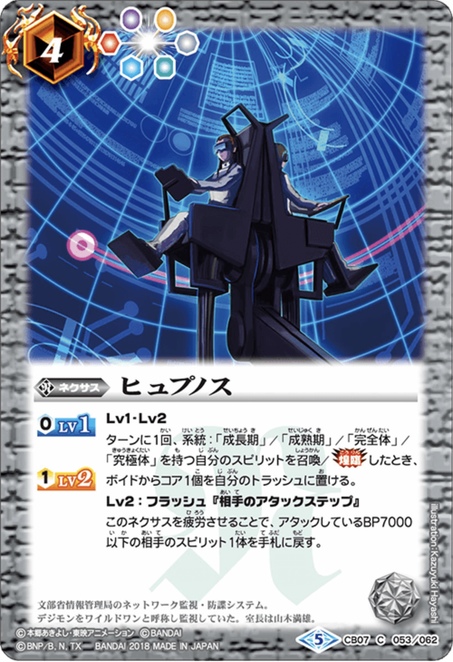 4
ネクサス ヒュプノス
0 LV1
Lv1・Lv2
ターンに1回、系統：「成長期」/「成熟期」/「完全体」/
「究極体」を持つ自分のスピリットを召喚/煌臨したとき、
ボイドからコア1個を自分のトラッシュに置ける。
1 LV2
Lv2：フラッシュ『相手のアタックステップ』
このネクサスを疲労させることで、アタックしているBP7000
以下の相手のスピリット1体を手札に戻す。
文部省情報管理局のネットワーク監視・防諜システム。
デジモンをワイルドワンと呼称し監視していた。室長は山木満雄。
Illustration:Kazuyuki Hayashi
©本郷あきよし・東映アニメーション ©BANDAI
©BNP/B, N, TX BANDAI 2018 MADE IN JAPAN
5 CB07 C 053/062